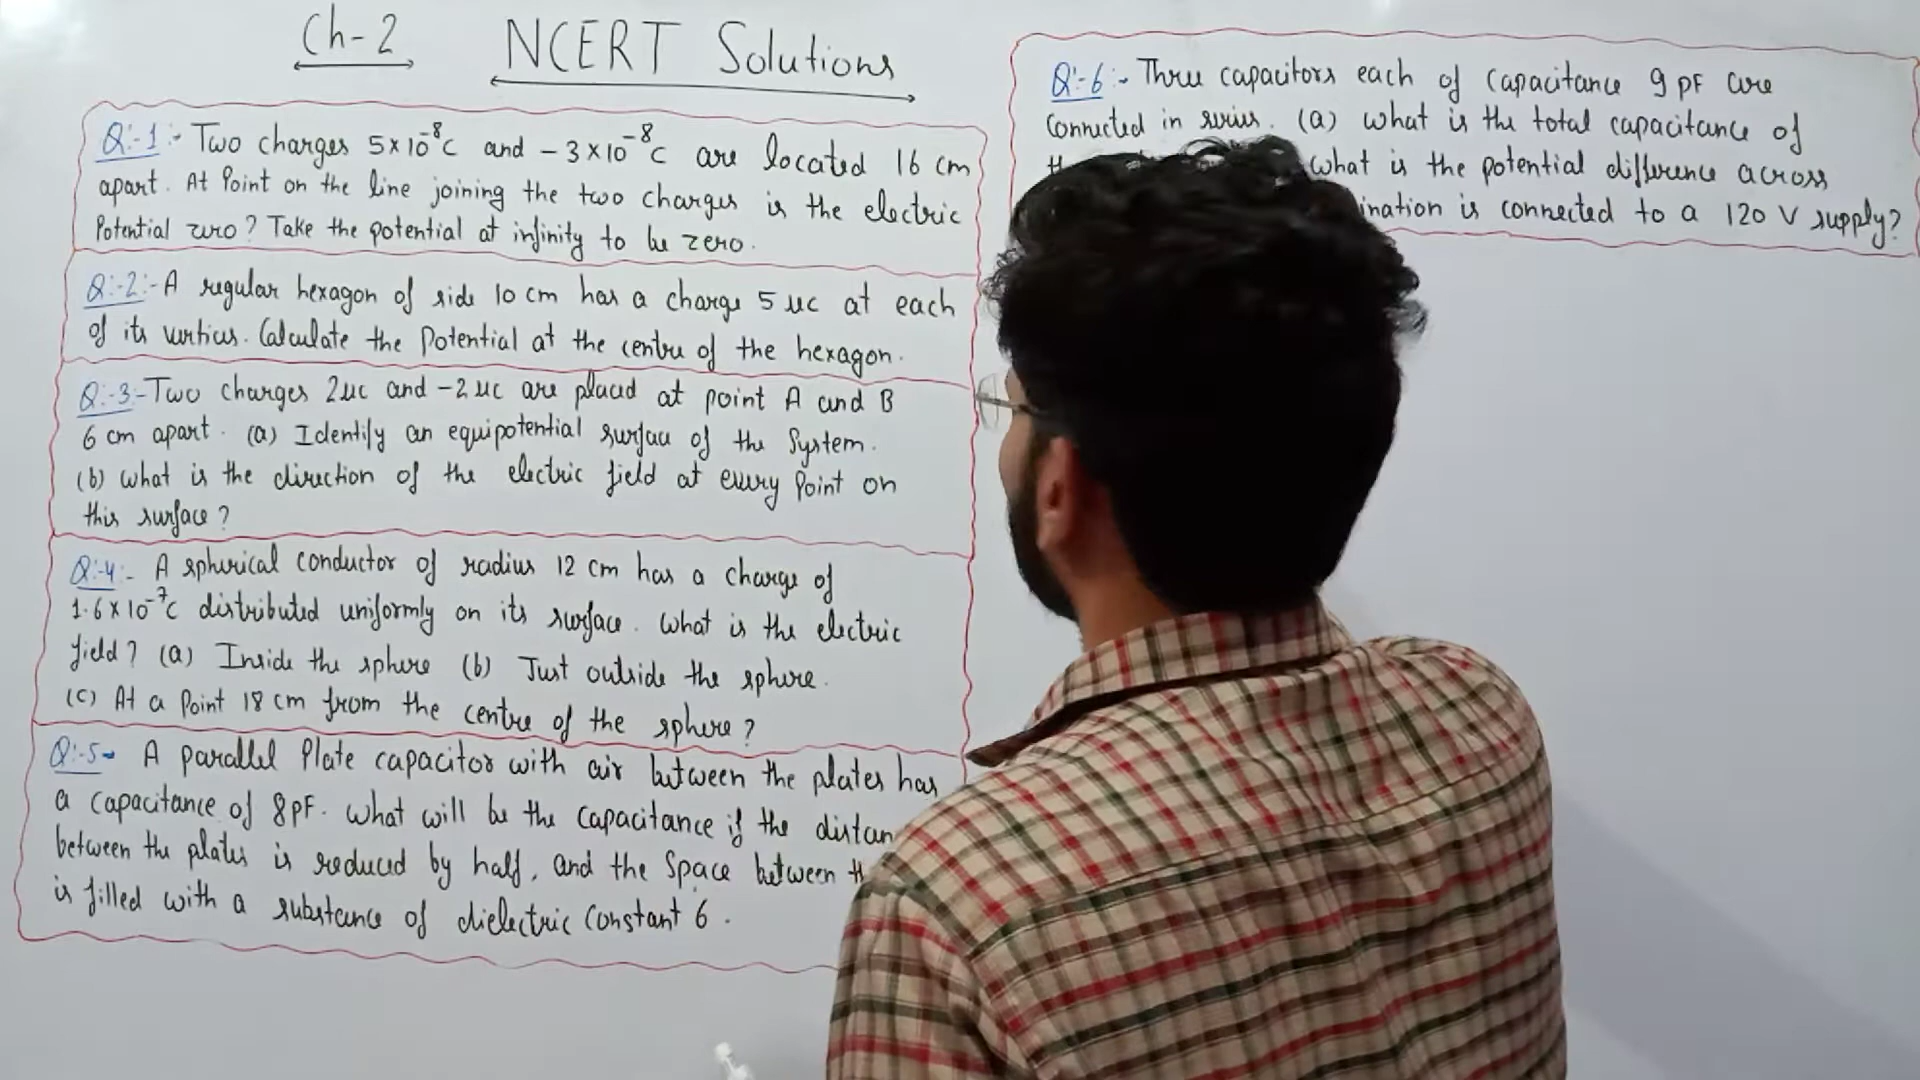 Ch-2 NCERT Solutions
Q:-1:- Two charges 5×10⁻⁸C and -3×10⁻⁸C are located 16 cm
apart. At Point on the line joining the two charges is the electric
Potential zero? Take the potential at infinity to be zero.
Q:-2:- A regular hexagon of side 10 cm has a charge 5 uc at each
of its vertices. Calculate the Potential at the centre of the hexagon.
Q:-3:- Two charges 2uc and -2uc are placed at point A and B
6 cm apart. (a) Identify an equipotential surface of the System.
(b) what is the direction of the electric field at every Point on
this surface?
Q:-4:- A spherical conductor of radius 12 cm has a charge of
1.6×10⁻⁷C distributed uniformly on its surface. What is the electric
field? (a) Inside the sphere (b) Just outside the sphere.
(c) At a Point 18 cm from the centre of the sphere?
Q:-5- A parallel Plate capacitor with air between the plates has
a capacitance of 8pF. What will be the capacitance if the distan
between the plates is reduced by half, and the Space between th
is filled with a substance of dielectric Constant 6.
Q:-6:- Three capacitors each of capacitance 9 pF are
Connected in series. (a) what is the total capacitance of
what is the potential difference across
ination is connected to a 120 V supply?